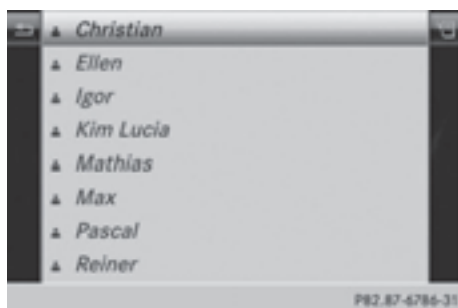 Christian
Ellen
Igor
Kim Lucia
Mathias
Max
Pascal
Reiner
P82.87-6786-31